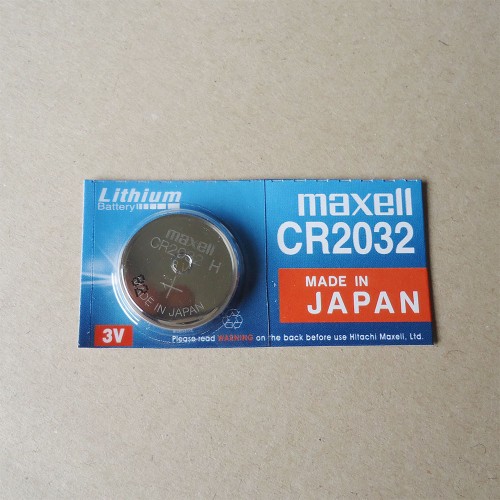 Lithium
Battery
maxell
CR2032
MADE IN
JAPAN
maxell
CR2032 H
+
MADE IN JAPAN
3V
Please read WARNING on the back before use Hitachi Maxell, Ltd.